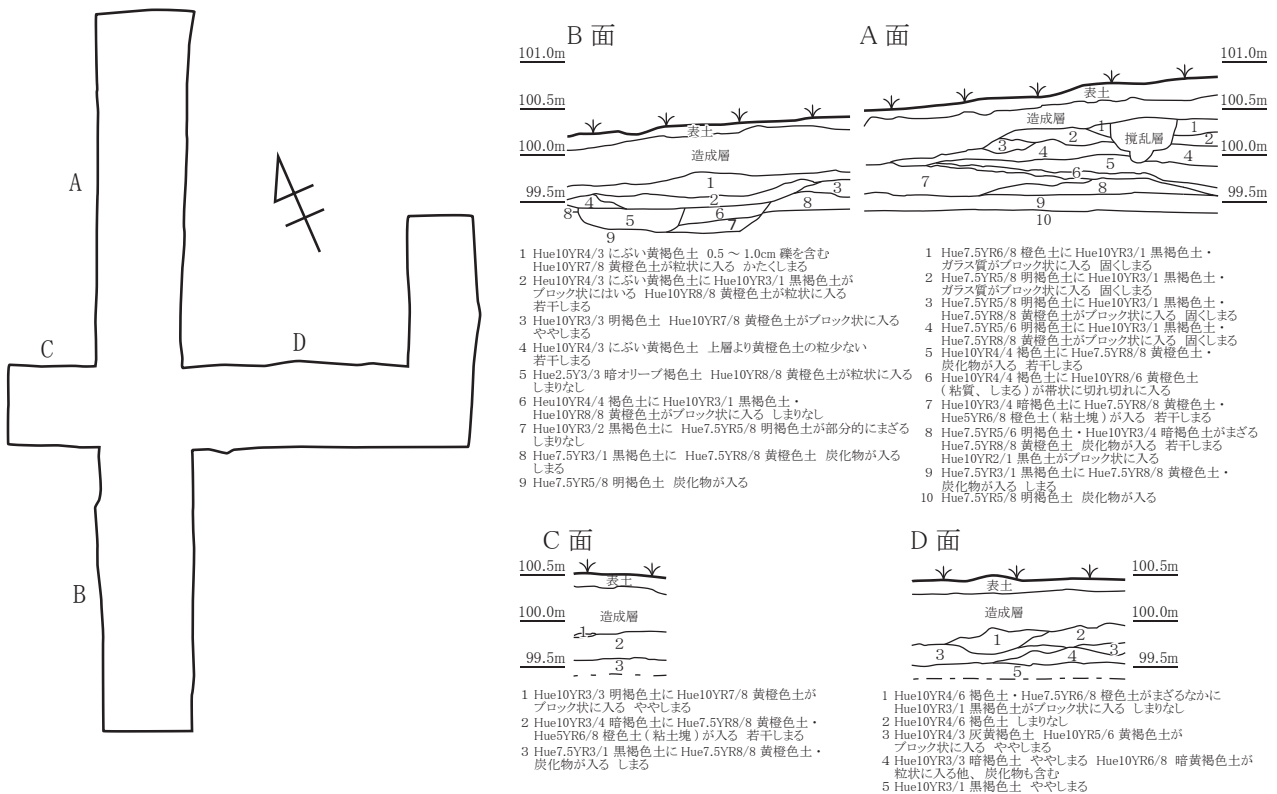 A
C
D
B
B 面
101.0m
100.5m
100.0m
99.5m
表土
造成層
1
2
3
4
5
6
7
8
8
9
1 Hue10YR4/3 にぶい黄褐色土 0.5 ~ 1.0cm 礫を含む
Hue10YR7/8 黄橙色土が粒状に入る かたくしまる
2 Hue10YR4/3 にぶい黄褐色土に Hue10YR3/1 黒褐色土が
ブロック状にはいる Hue10YR8/8 黄橙色土が粒状に入る
若干しまる
3 Hue10YR3/3 明褐色土 Hue10YR7/8 黄橙色土がブロック状に入る
ややしまる
4 Hue10YR4/3 にぶい黄褐色 上層より黄橙色土の粒少ない
若干しまる
5 Hue2.5Y3/3 暗オリーブ褐色土 Hue10YR8/8 黄橙色土が粒状に入る
しまりなし
6 Heu10YR4/4 褐色土に Hue10YR3/1 黒褐色土・
Hue10YR8/8 黄橙色土がブロック状に入る しまりなし
7 Hue10YR3/2 黒褐色土に Hue7.5YR5/8 明褐色土が部分的にまざる
しまりなし
8 Hue7.5YR3/1 黒褐色土に Hue7.5YR8/8 黄橙色土 炭化物が入る
しまる
9 Hue7.5YR5/8 明褐色土 炭化物が入る
A 面
101.0m
100.5m
100.0m
99.5m
表土
造成層
撹乱層
1
1
2
2
3
4
4
5
6
7
8
9
10
1 Hue7.5YR6/8 橙色土に Hue10YR3/1 黒褐色土・
ガラス質がブロック状に入る 固くしまる
2 Hue7.5YR5/8 明褐色土に Hue10YR3/1 黒褐色土・
ガラス質がブロック状に入る 固くしまる
3 Hue7.5YR5/8 明褐色土に Hue10YR3/1 黒褐色土・
Hue7.5YR8/8 黄橙色土がブロック状に入る 固くしまる
4 Hue7.5YR5/6 明褐色土に Hue10YR3/1 黒褐色土・
Hue7.5YR8/8 黄橙色土がブロック状に入る 固くしまる
5 Hue10YR4/4 褐色土に Hue7.5YR8/8 黄橙色土・
炭化物が入る 若干しまる
6 Hue10YR4/4 褐色土に Hue10YR8/6 黄橙色土
( 粘質、しまる ) が帯状に切れ切れに入る
7 Hue10YR3/4 暗褐色土に Hue7.5YR8/8 黄橙色土・
Hue5YR6/8 橙色土 ( 粘土塊 ) が入る 若干しまる
8 Hue7.5YR5/6 明褐色土・Hue10YR3/4 暗褐色土がまざる
Hue7.5YR8/8 黄橙色土 炭化物が入る 若干しまる
Hue10YR2/1 黒色土がブロック状に入る
9 Hue7.5YR3/1 黒褐色土に Hue7.5YR8/8 黄橙色土・
炭化物が入る しまる
10 Hue7.5YR5/8 明褐色土 炭化物が入る
C 面
100.5m
100.0m
99.5m
表土
造成層
1
2
3
1 Hue10YR3/3 明褐色土に Hue10YR7/8 黄橙色土が
ブロック状に入る ややしまる
2 Hue10YR3/4 暗褐色土に Hue7.5YR8/8 黄橙色土・
Hue5YR6/8 橙色土 ( 粘土塊 ) が入る 若干しまる
3 Hue7.5YR3/1 黒褐色土に Hue7.5YR8/8 黄橙色土・
炭化物が入る しまる
D 面
100.5m
100.0m
99.5m
表土
造成層
1
2
3
3
4
5
1 Hue10YR4/6 褐色土・Hue7.5YR6/8 橙色土がまざるなかに
Hue10YR3/1 黒褐色土がブロック状に入る しまりなし
2 Hue10YR4/6 褐色土 しまりなし
3 Hue10YR4/3 灰黄褐色土 Hue10YR5/6 黄褐色土が
ブロック状に入る ややしまる
4 Hue10YR3/3 暗褐色土 ややしまる Hue10YR6/8 暗黄褐色土が
粒状に入る他、炭化物も含む
5 Hue10YR3/1 黒褐色土 ややしまる